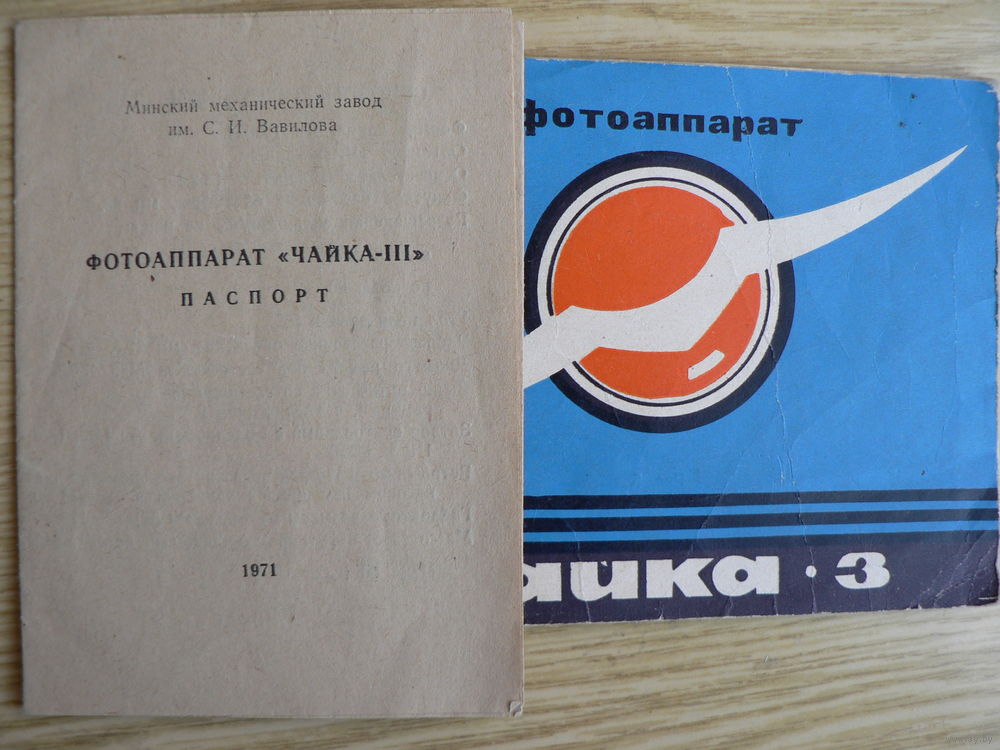 Минский механический завод
им. С. И. Вавилова
ФОТОАППАРАТ «ЧАЙКА-III»
ПАСПОРТ
1971
фотоаппарат
айка · 3